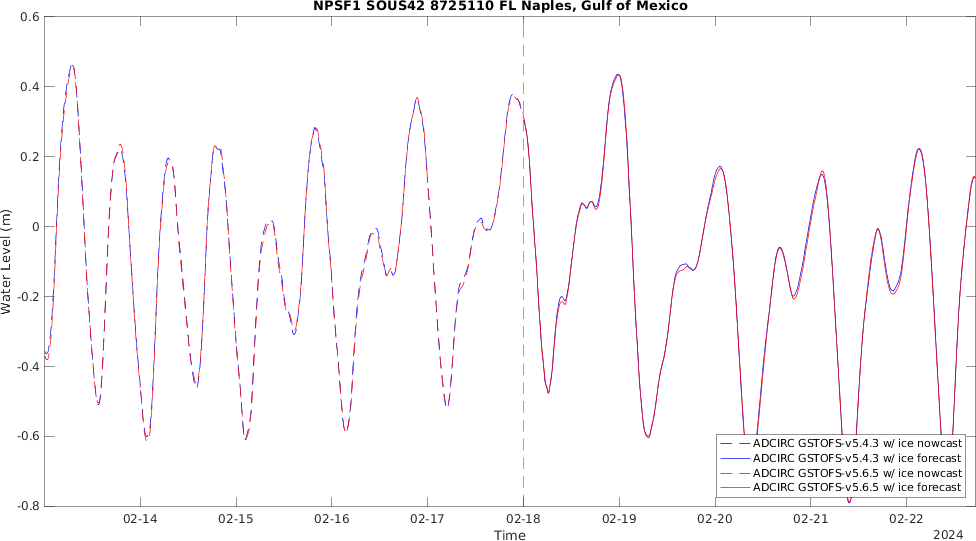 NPSF1 SOUS42 8725110 FL Naples, Gulf of Mexico
0.6
0.4
0.2
0
-0.2
-0.4
-0.6
-0.8
Water Level (m)
ADCIRC GSTOFS-v5.4.3 w/ ice nowcast
ADCIRC GSTOFS-v5.4.3 w/ ice forecast
ADCIRC GSTOFS-v5.6.5 w/ ice nowcast
ADCIRC GSTOFS-v5.6.5 w/ ice forecast
02-14
02-15
02-16
02-17
02-18
02-19
02-20
02-21
02-22
Time
2024